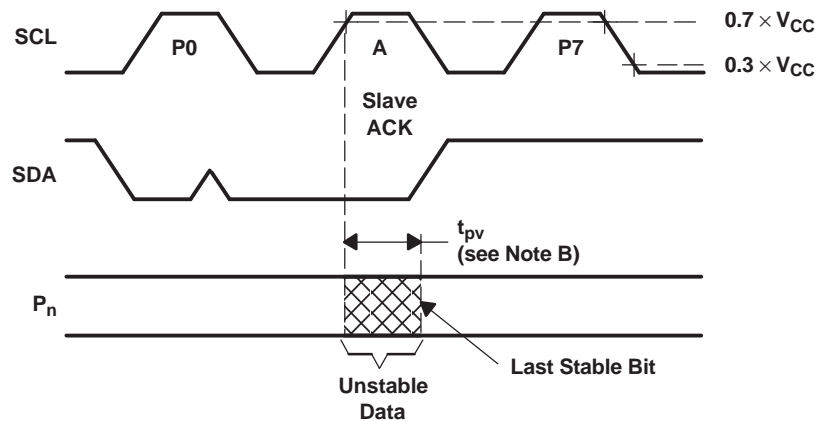 SCL
P0
A
P7
0.7 × VCC
0.3 × VCC
Slave
ACK
SDA
tpv
(see Note B)
Pn
Last Stable Bit
Unstable
Data